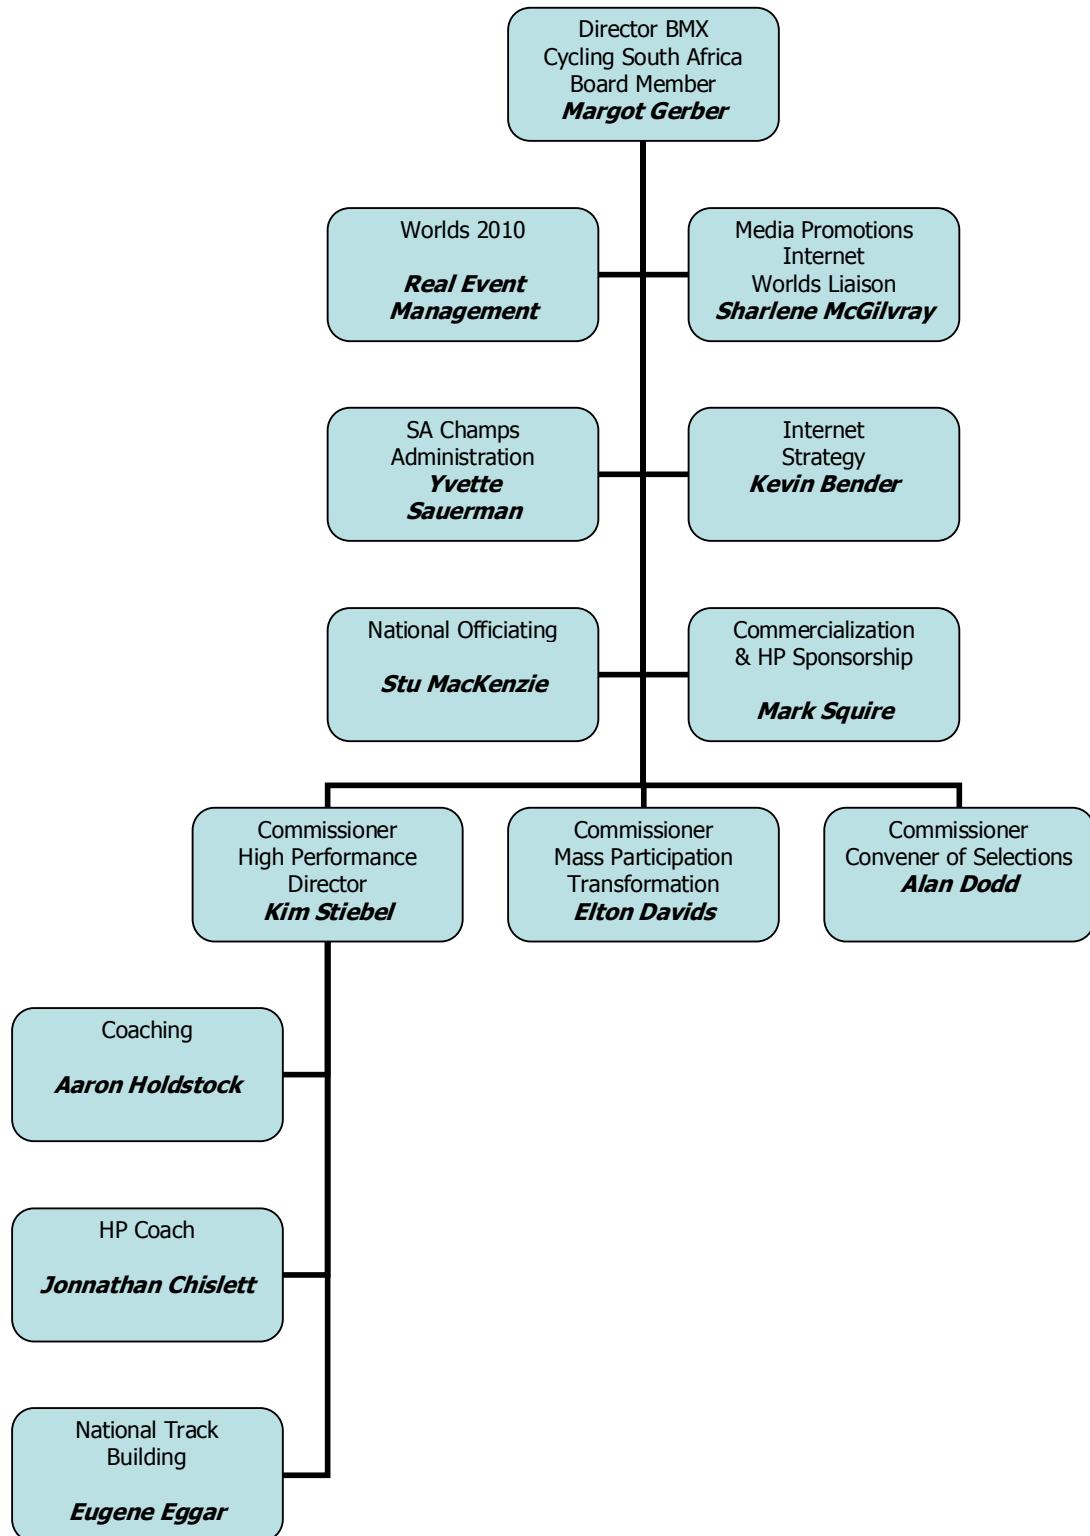 Director BMX
Cycling South Africa
Board Member
Margot Gerber
Worlds 2010
Real Event
Management
Media Promotions
Internet
Worlds Liaison
Sharlene McGilvray
SA Champs
Administration
Yvette
Sauerman
Internet
Strategy
Kevin Bender
National Officiating
Stu MacKenzie
Commercialization
& HP Sponsorship
Mark Squire
Commissioner
High Performance
Director
Kim Stiebel
Commissioner
Mass Participation
Transformation
Elton Davids
Commissioner
Convener of Selections
Alan Dodd
Coaching
Aaron Holdstock
HP Coach
Jonnathan Chislett
National Track
Building
Eugene Eggar